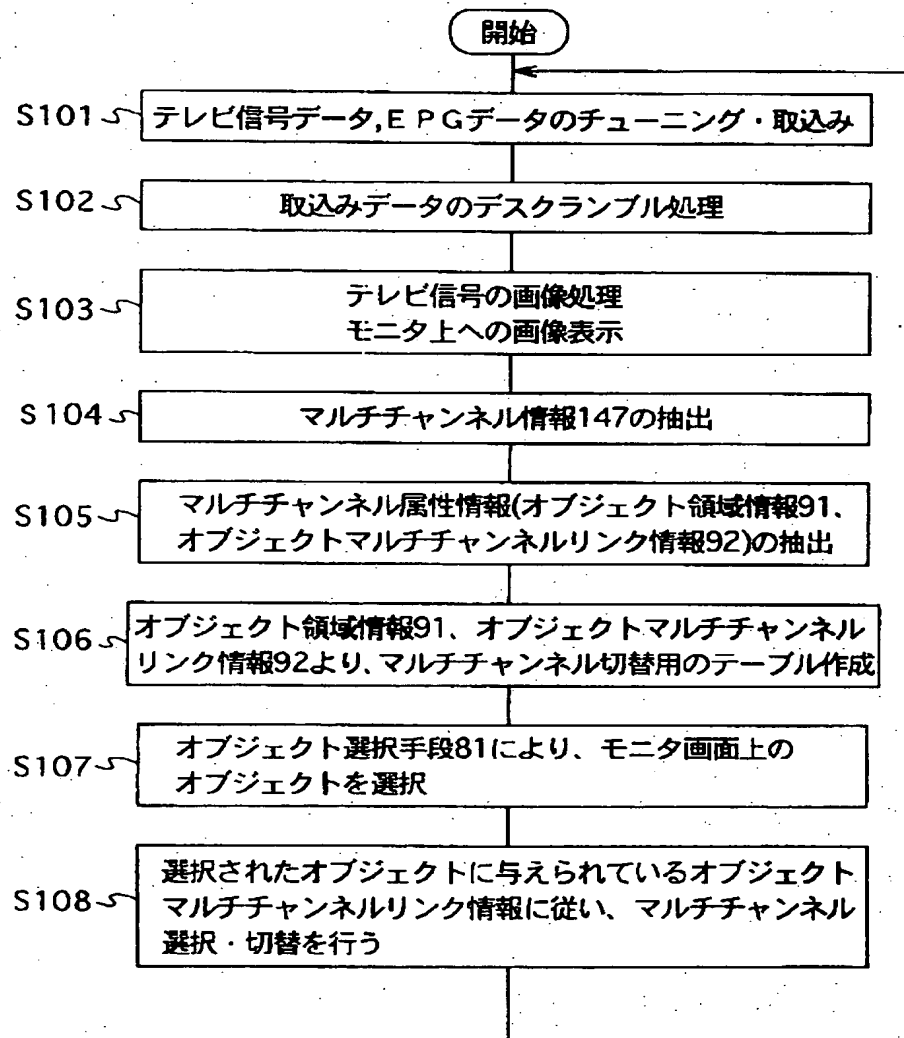 開始
S101 テレビ信号データ,EPGデータのチューニング・取込み
S102 取込みデータのデスクランブル処理
S103 テレビ信号の画像処理
モニタ上への画像表示
S104 マルチチャンネル情報147の抽出
S105 マルチチャンネル属性情報(オブジェクト領域情報91、
オブジェクトマルチチャンネルリンク情報92)の抽出
S106 オブジェクト領域情報91、オブジェクトマルチチャンネル
リンク情報92より、マルチチャンネル切替用のテーブル作成
S107 オブジェクト選択手段81により、モニタ画面上の
オブジェクトを選択
S108 選択されたオブジェクトに与えられているオブジェクト
マルチチャンネルリンク情報に従い、マルチチャンネル
選択・切替を行う